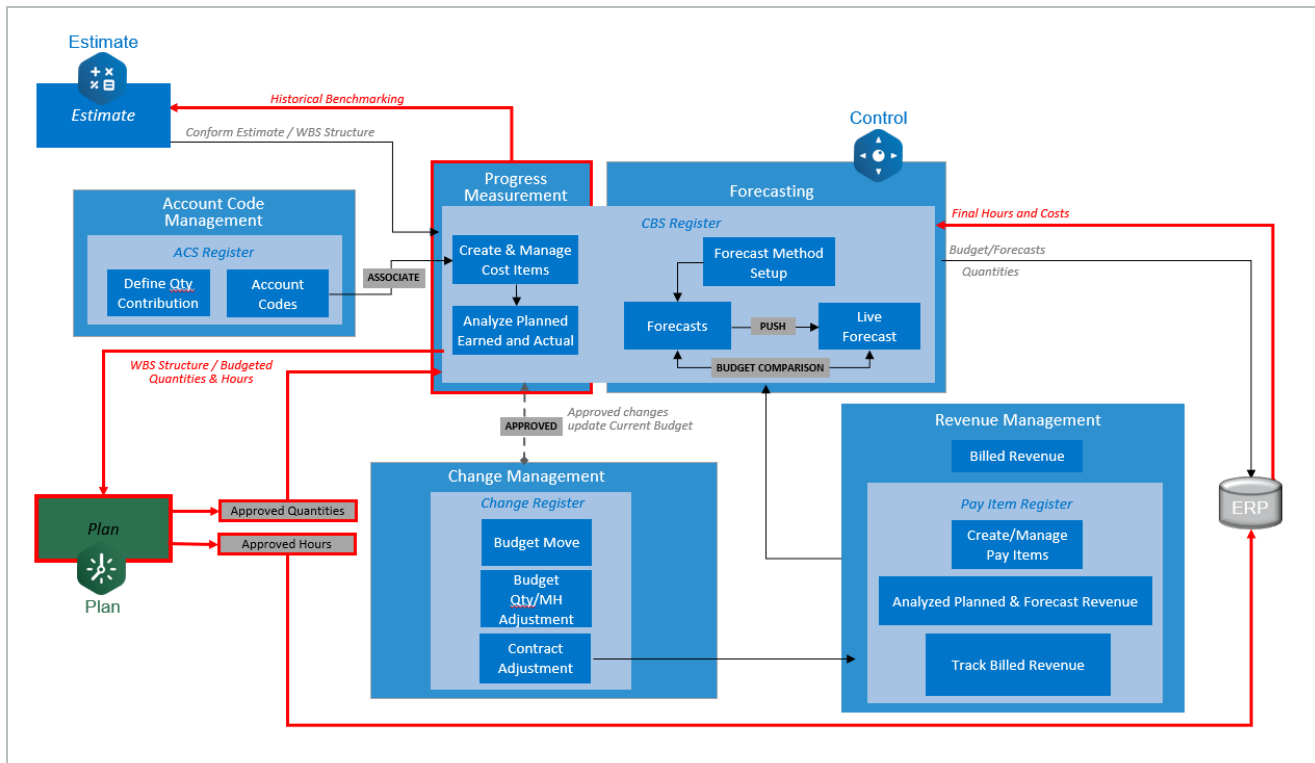 Estimate
Estimate
Historical Benchmarking
Conform Estimate / WBS Structure
Control
Progress
Measurement
Forecasting
Account Code
Management
ACS Register
Define Qty
Contribution
Account
Codes
ASSOCIATE
CBS Register
Create & Manage
Cost Items
Analyze Planned
Earned and Actual
Forecast Method
Setup
Forecasts
PUSH
Live
Forecast
BUDGET COMPARISON
Final Hours and Costs
Budget/Forecasts
Quantities
WBS Structure / Budgeted
Quantities & Hours
APPROVED
Approved changes
update Current Budget
Plan
Plan
Approved Quantities
Approved Hours
Change Management
Change Register
Budget Move
Budget
Qty/MH
Adjustment
Contract
Adjustment
Revenue Management
Billed Revenue
Pay Item Register
Create/Manage
Pay Items
Analyzed Planned & Forecast Revenue
Track Billed Revenue
ERP